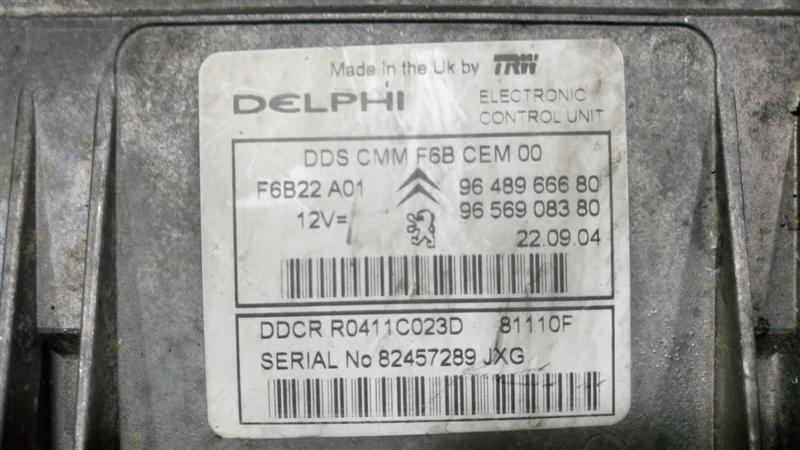 Made in the Uk by TRW
DELPHI ELECTRONIC
CONTROL UNIT
DDS CMM F6B CEM 00
F6B22 A01 96 489 666 80
12V= 96 569 083 80
22.09.04
DDCR R0411C023D 81110F
SERIAL No 82457289 JXG